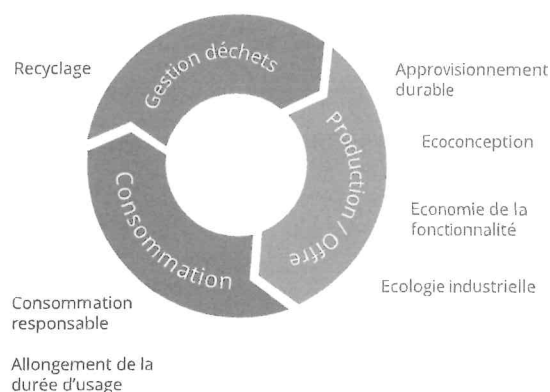 Recyclage
Gestion déchets
Approvisionnement
durable
Ecoconception
Production / Offre
Economie de la
fonctionnalité
Ecologie industrielle
Consommation
Consommation
responsable
Allongement de la
durée d'usage